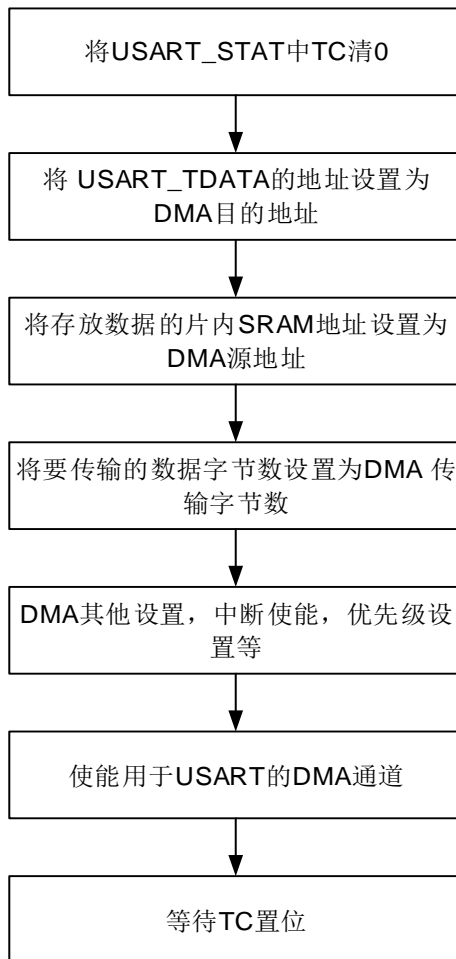 将USART_STAT中TC清0
将 USART_TDATA的地址设置为
DMA目的地址
将存放数据的片内SRAM地址设置为
DMA源地址
将要传输的数据字节数设置为DMA 传
输字节数
DMA其他设置，中断使能，优先级设
置等
使能用于USART的DMA通道
等待TC置位